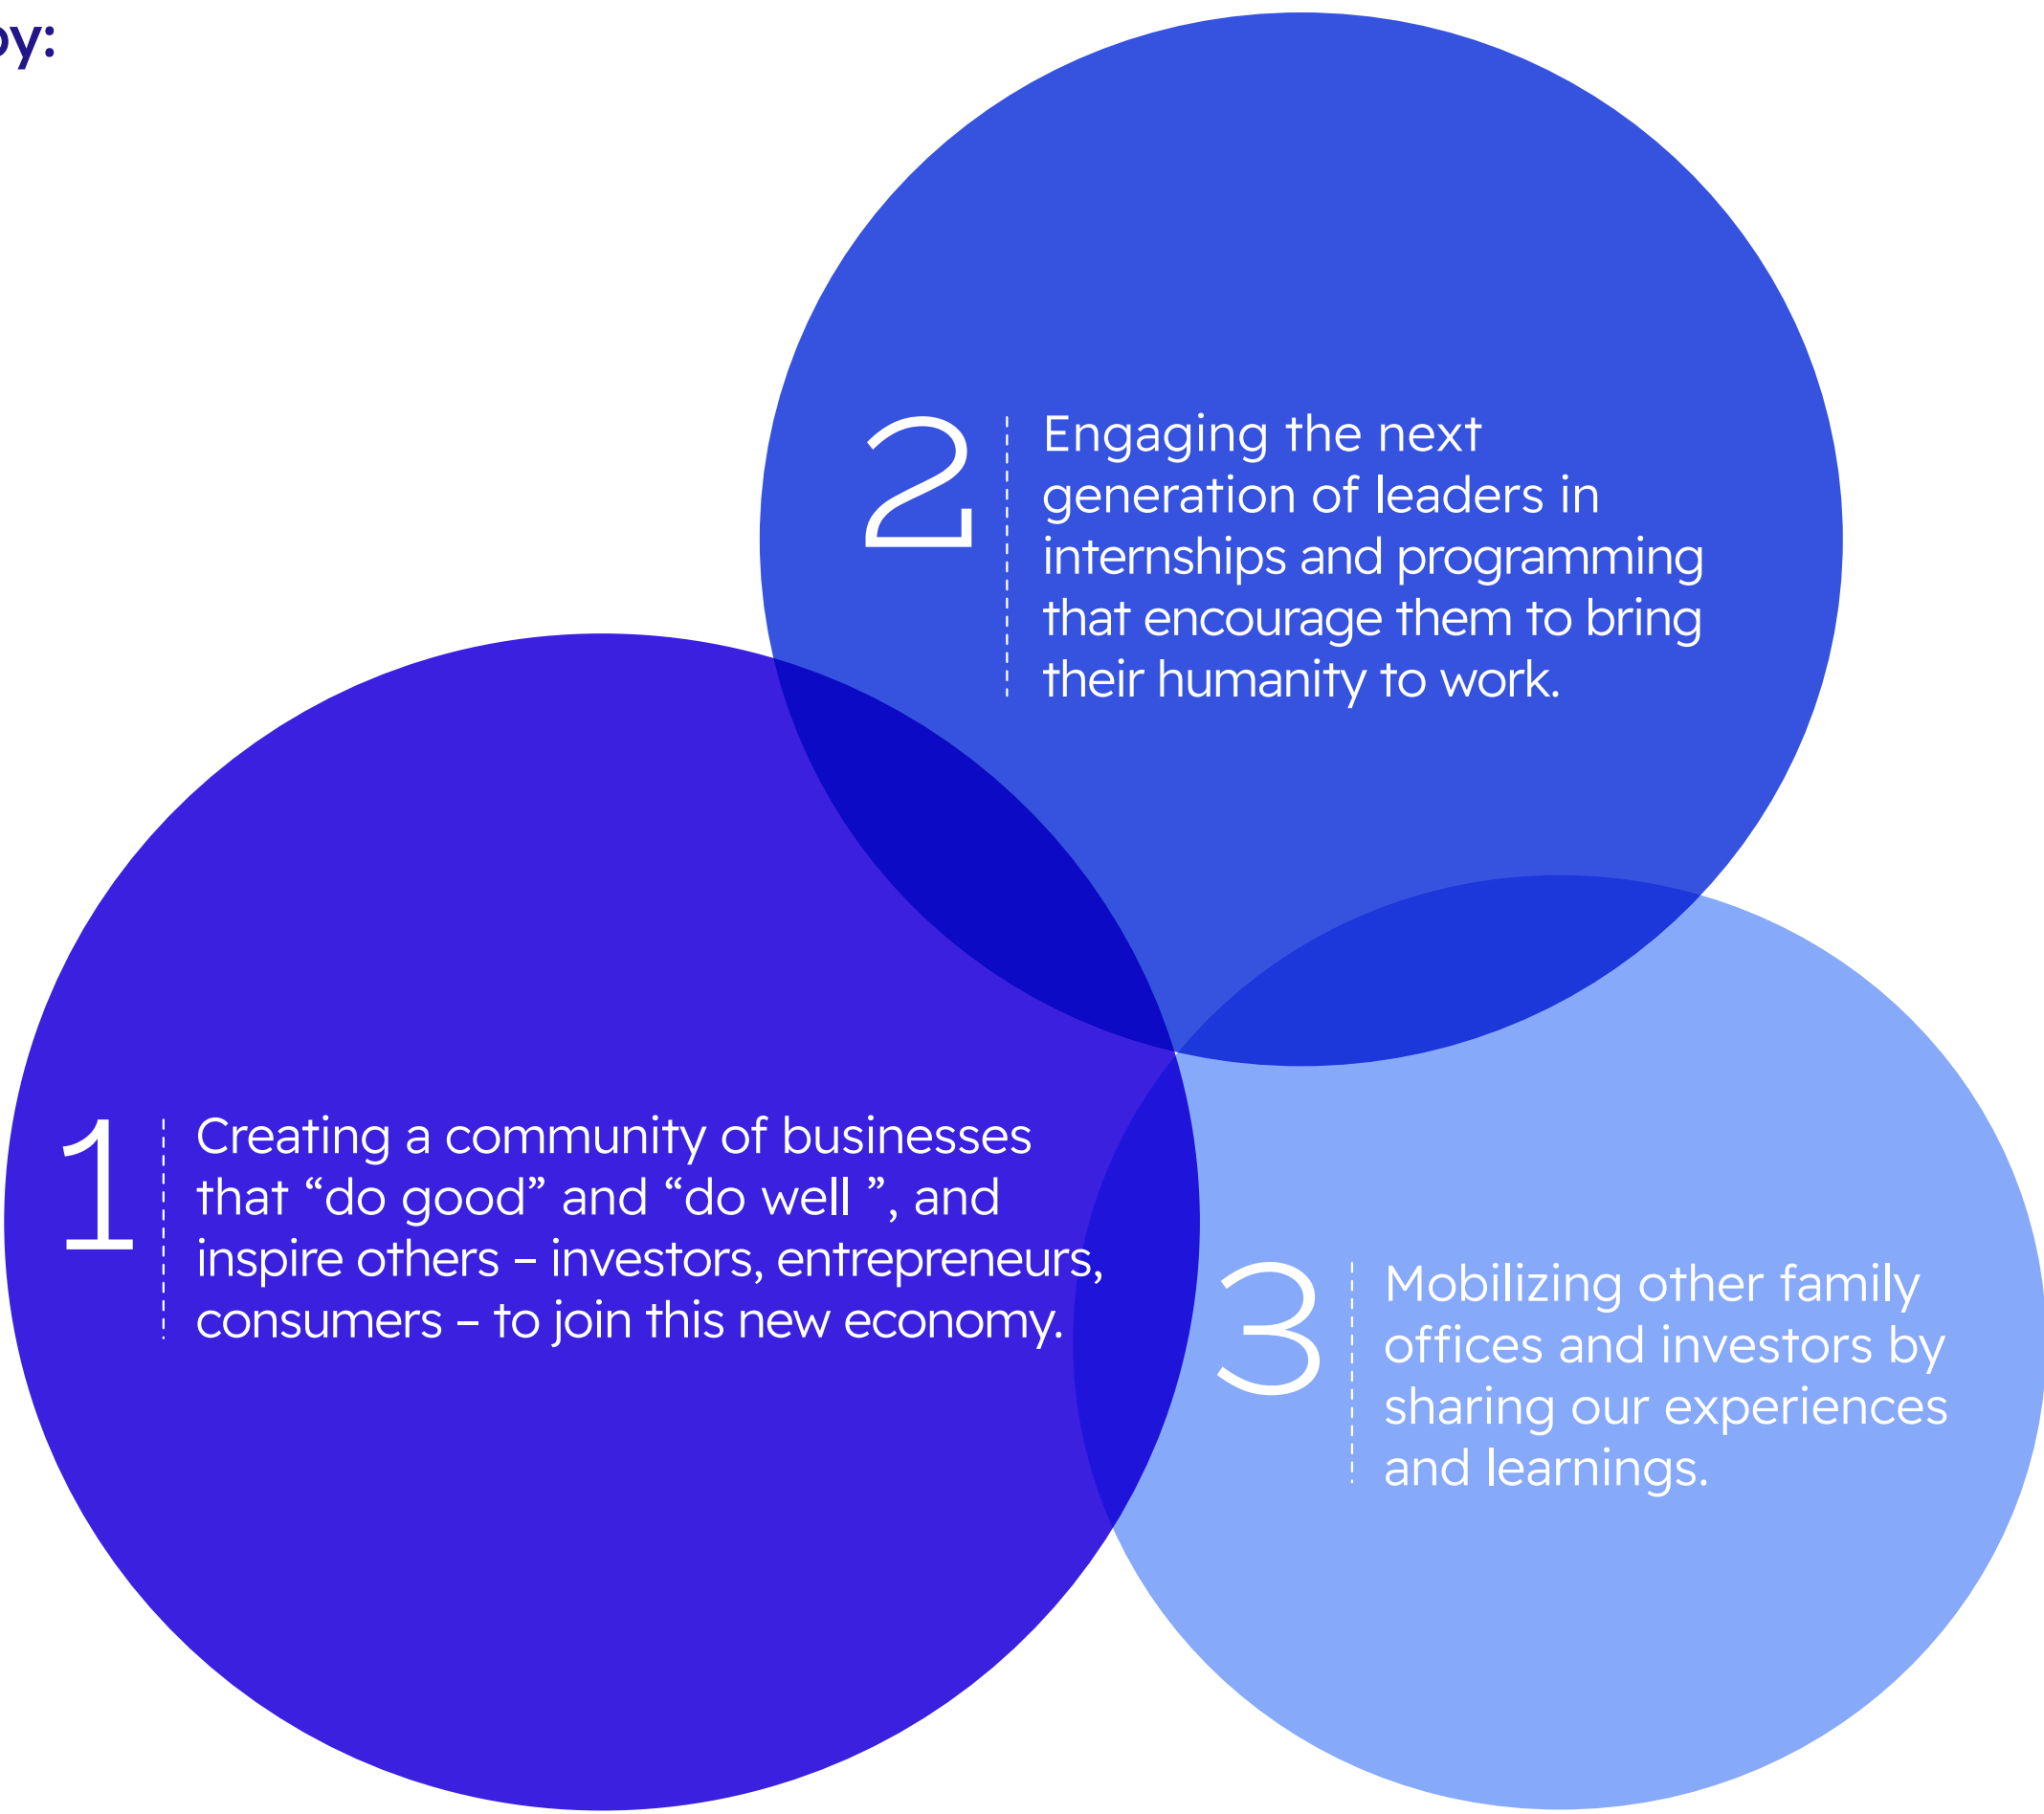 by:
2
Engaging the next
generation of leaders in
internships and programming
that encourage them to bring
their humanity to work.
1
Creating a community of businesses
that “do good” and “do well ”, and
inspire others – investors, entrepreneurs,
consumers – to join this new economy.
3
Mobilizing other family
offices and investors by
sharing our experiences
and learnings.